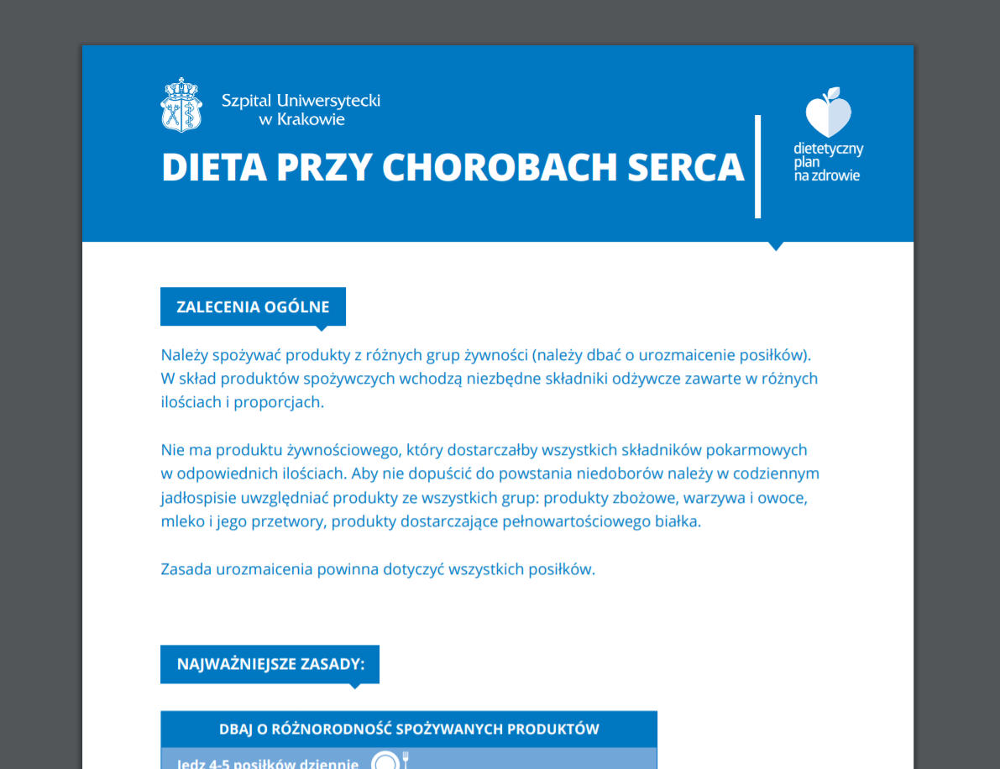 Szpital Uniwersytecki
w Krakowie
DIETA PRZY CHOROBACH SERCA
dietetyczny
plan
na zdrowie
ZALECENIA OGÓLNE
Należy spożywać produkty z różnych grup żywności (należy dbać o urozmaicenie posiłków).
W skład produktów spożywczych wchodzą niezbędne składniki odżywcze zawarte w różnych
ilościach i proporcjach.
Nie ma produktu żywnościowego, który dostarczałby wszystkich składników pokarmowych
w odpowiednich ilościach. Aby nie dopuścić do powstania niedoborów należy w codziennym
jadłospisie uwzględniać produkty ze wszystkich grup: produkty zbożowe, warzywa i owoce,
mleko i jego przetwory, produkty dostarczające pełnowartościowego białka.
Zasada urozmaicenia powinna dotyczyć wszystkich posiłków.
NAJWAŻNIEJSZE ZASADY:
DBAJ O RÓŻNORODNOŚĆ SPOŻYWANYCH PRODUKTÓW
Jedz 4-5 posiłków dziennie